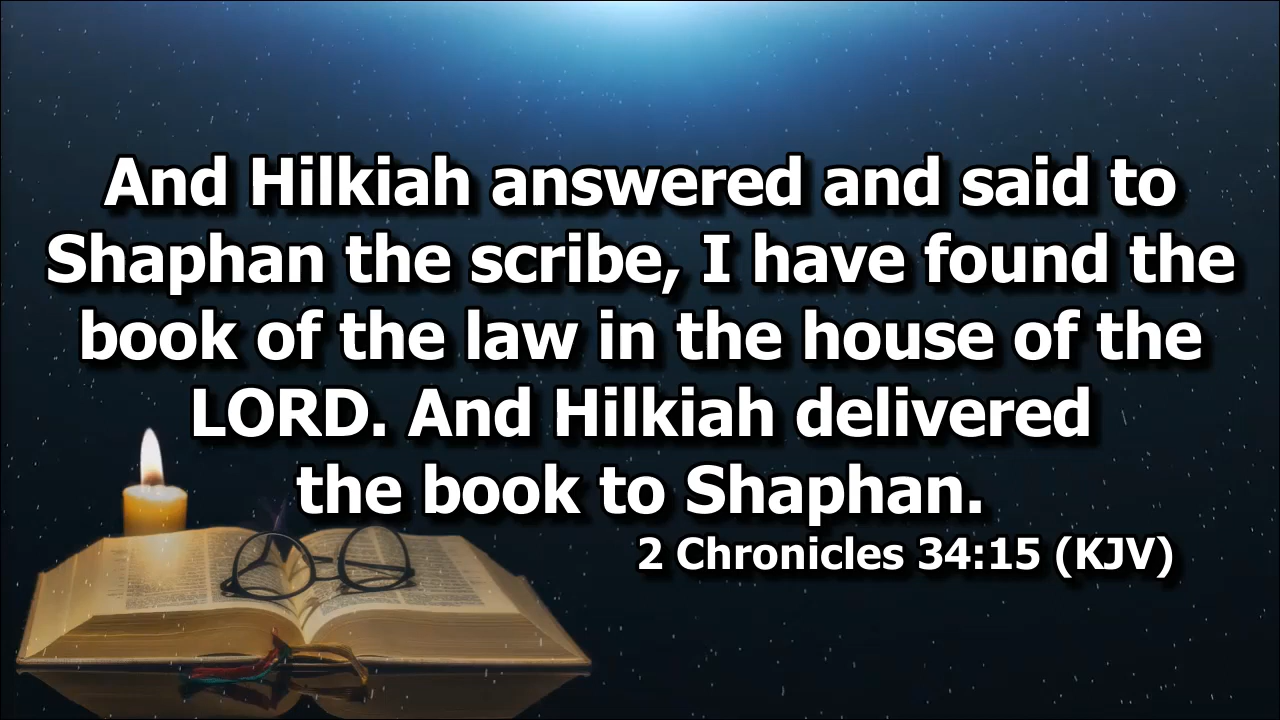 And Hilkiah answered and said to
Shaphan the scribe, I have found the
book of the law in the house of the
LORD. And Hilkiah delivered
the book to Shaphan.
2 Chronicles 34:15 (KJV)